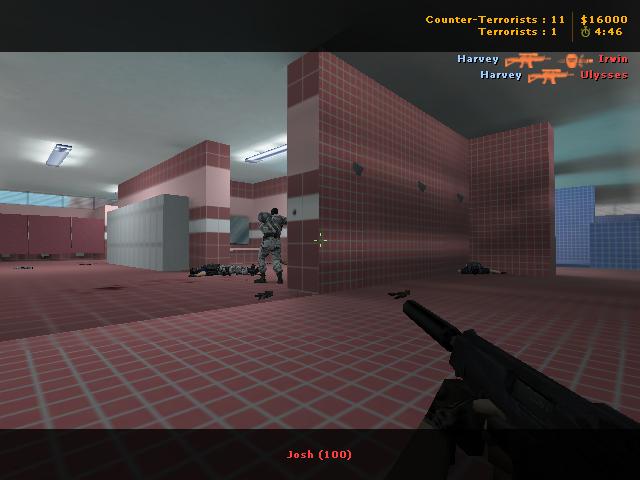 Counter-Terrorists : 11 $16000
Terrorists : 1 4:46
Harvey Irwin
Harvey Ulysses
Josh (100)